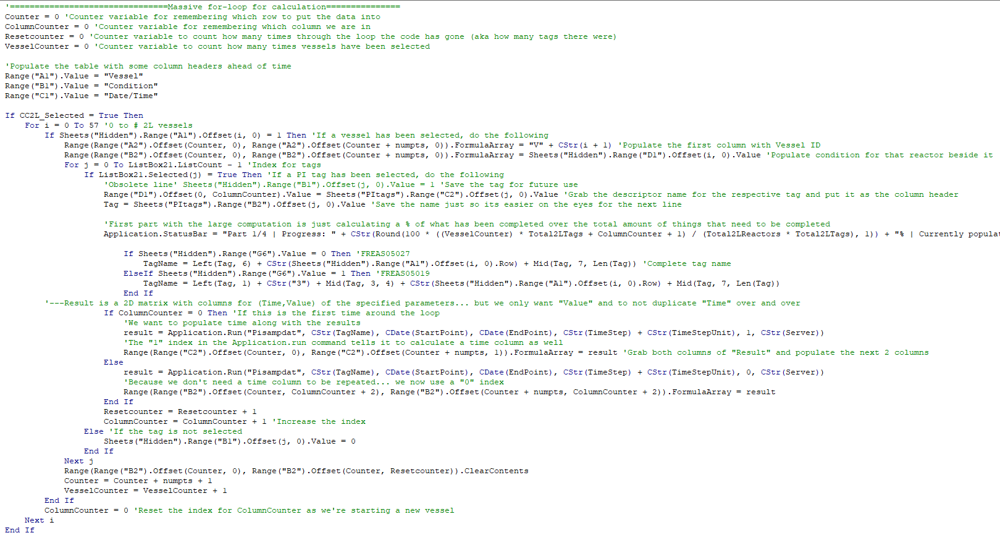 '================================Massive for-loop for calculation===============
Counter = 0 'Counter variable for remembering which row to put the data into
ColumnCounter = 0 'Counter variable for remembering which column we are in
Resetcounter = 0 'Counter variable to count how many times through the loop the code has gone (aka how many tags there were)
VesselCounter = 0 'Counter variable to count how many times vessels have been selected
'Populate the table with some column headers ahead of time
Range("A1").Value = "Vessel"
Range("B1").Value = "Condition"
Range("C1").Value = "Date/Time"
If CC2L_Selected = True Then
For i = 0 To 57 '0 to # 2L vessels
If Sheets("Hidden").Range("A1").Offset(i, 0) = 1 Then 'If a vessel has been selected, do the following
Range(Range("A2").Offset(Counter, 0), Range("A2").Offset(Counter + numpts, 0)).FormulaArray = "V" + CStr(i + 1) 'Populate the first column with Vessel ID
Range(Range("B2").Offset(Counter, 0), Range("B2").Offset(Counter + numpts, 0)).FormulaArray = Sheets("Hidden").Range("D1").Offset(i, 0).Value 'Populate condition for that reactor beside it
For j = 0 To ListBox21.ListCount - 1 'Index for tags
If ListBox21.Selected(j) = True Then 'If a PI tag has been selected, do the following
'Obsolete line' Sheets("Hidden").Range("B1").Offset(j, 0).Value = 1 'Save the tag for future use
Range("D1").Offset(0, ColumnCounter).Value = Sheets("PItags").Range("C2").Offset(j, 0).Value 'Grab the descriptor name for the respective tag and put it as the column header
Tag = Sheets("PItags").Range("B2").Offset(j, 0).Value 'Save the name just so its easier on the eyes for the next line
'First part with the large computation is just calculating a % of what has been completed over the total amount of things that need to be completed
Application.StatusBar = "Part 1/4 | Progress: " + CStr(Round(100 * ((VesselCounter) * Total2LTags + ColumnCounter + 1) / (Total2LReactors * Total2LTags), 1)) + "% | Currently populat
If Sheets("Hidden").Range("G6").Value = 0 Then 'FREAS05027
TagName = Left(Tag, 6) + CStr(Sheets("Hidden").Range("A1").Offset(i, 0).Row) + Mid(Tag, 7, Len(Tag)) 'Complete tag name
ElseIf Sheets("Hidden").Range("G6").Value = 1 Then 'FREAS05019
TagName = Left(Tag, 1) + CStr("3") + Mid(Tag, 3, 4) + CStr(Sheets("Hidden").Range("A1").Offset(i, 0).Row) + Mid(Tag, 7, Len(Tag))
End If
'---Result is a 2D matrix with columns for (Time,Value) of the specified parameters... but we only want "Value" and to not duplicate "Time" over and over
If ColumnCounter = 0 Then 'If this is the first time around the loop
'We want to populate time along with the results
result = Application.Run("Pisampdat", CStr(TagName), CDate(StartPoint), CDate(EndPoint), CStr(TimeStep) + CStr(TimeStepUnit), 1, CStr(Server))
'The "1" index in the Application.run command tells it to calculate a time column as well
Range(Range("C2").Offset(Counter, 0), Range("C2").Offset(Counter + numpts, 1)).FormulaArray = result 'Grab both columns of "Result" and populate the next 2 columns
Else
result = Application.Run("Pisampdat", CStr(TagName), CDate(StartPoint), CDate(EndPoint), CStr(TimeStep) + CStr(TimeStepUnit), 0, CStr(Server))
'Because we don't need a time column to be repeated... we now use a "0" index
Range(Range("B2").Offset(Counter, ColumnCounter + 2), Range("B2").Offset(Counter + numpts, ColumnCounter + 2)).FormulaArray = result
End If
Resetcounter = Resetcounter + 1
ColumnCounter = ColumnCounter + 1 'Increase the index
Else 'If the tag is not selected
Sheets("Hidden").Range("B1").Offset(j, 0).Value = 0
End If
Next j
Range(Range("B2").Offset(Counter, 0), Range("B2").Offset(Counter, Resetcounter)).ClearContents
Counter = Counter + numpts + 1
VesselCounter = VesselCounter + 1
End If
ColumnCounter = 0 'Reset the index for ColumnCounter as we're starting a new vessel
Next i
End If